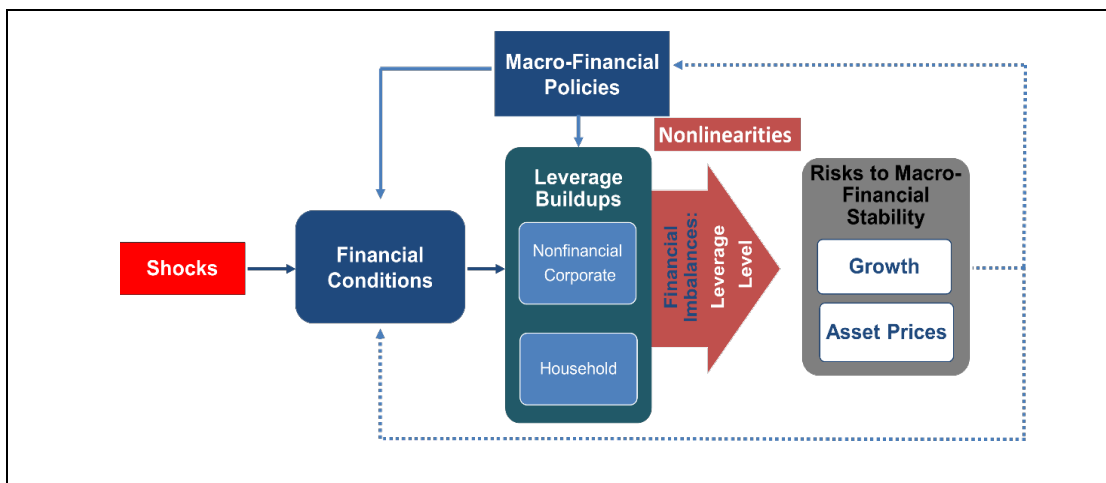 Macro-Financial
Policies
Nonlinearities
Leverage
Buildups
Risks to Macro-
Financial
Stability
Nonfinancial
Corporate
Financial
Imbalances:
Leverage
Level
Shocks
Financial
Conditions
Growth
Asset Prices
Household